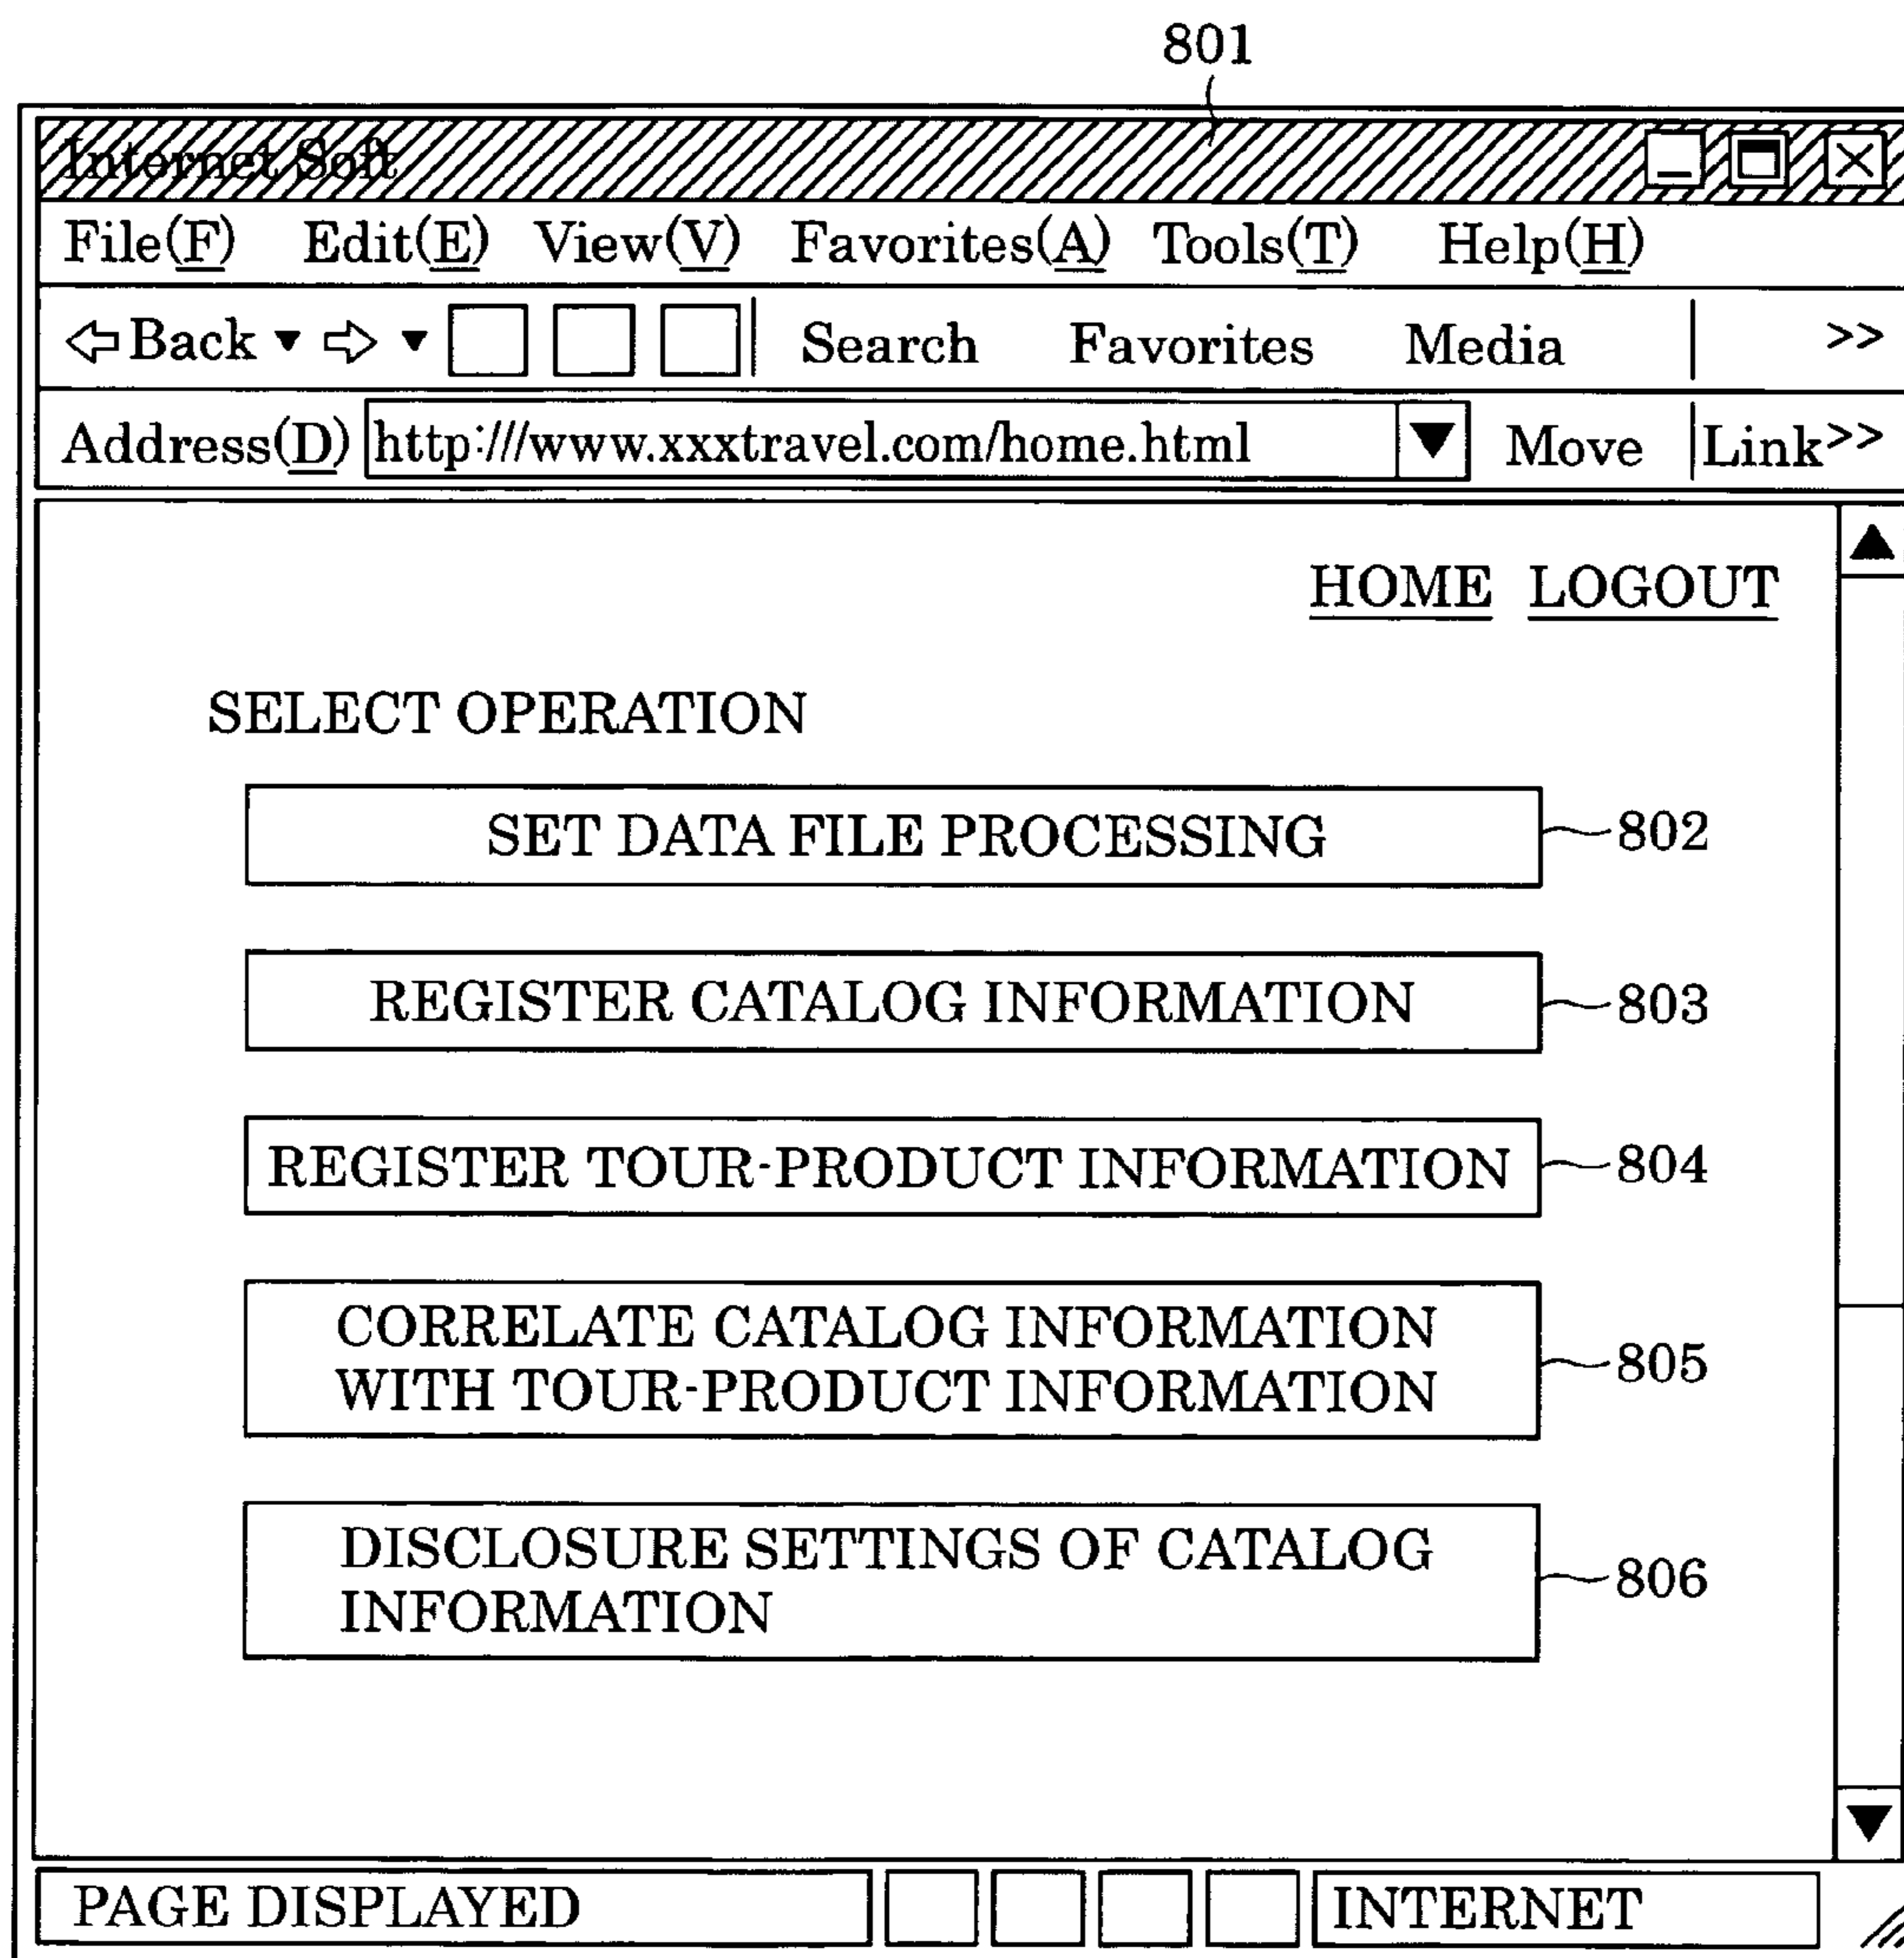 801
Internet Soft
File(F) Edit(E) View(V) Favorites(A) Tools(T) Help(H)
Back Search Favorites Media >>
Address(D) http:///www.xxxtravel.com/home.html Move Link>>
HOME LOGOUT
SELECT OPERATION
SET DATA FILE PROCESSING 802
REGISTER CATALOG INFORMATION 803
REGISTER TOUR-PRODUCT INFORMATION 804
CORRELATE CATALOG INFORMATION
WITH TOUR-PRODUCT INFORMATION 805
DISCLOSURE SETTINGS OF CATALOG
INFORMATION 806
PAGE DISPLAYED INTERNET